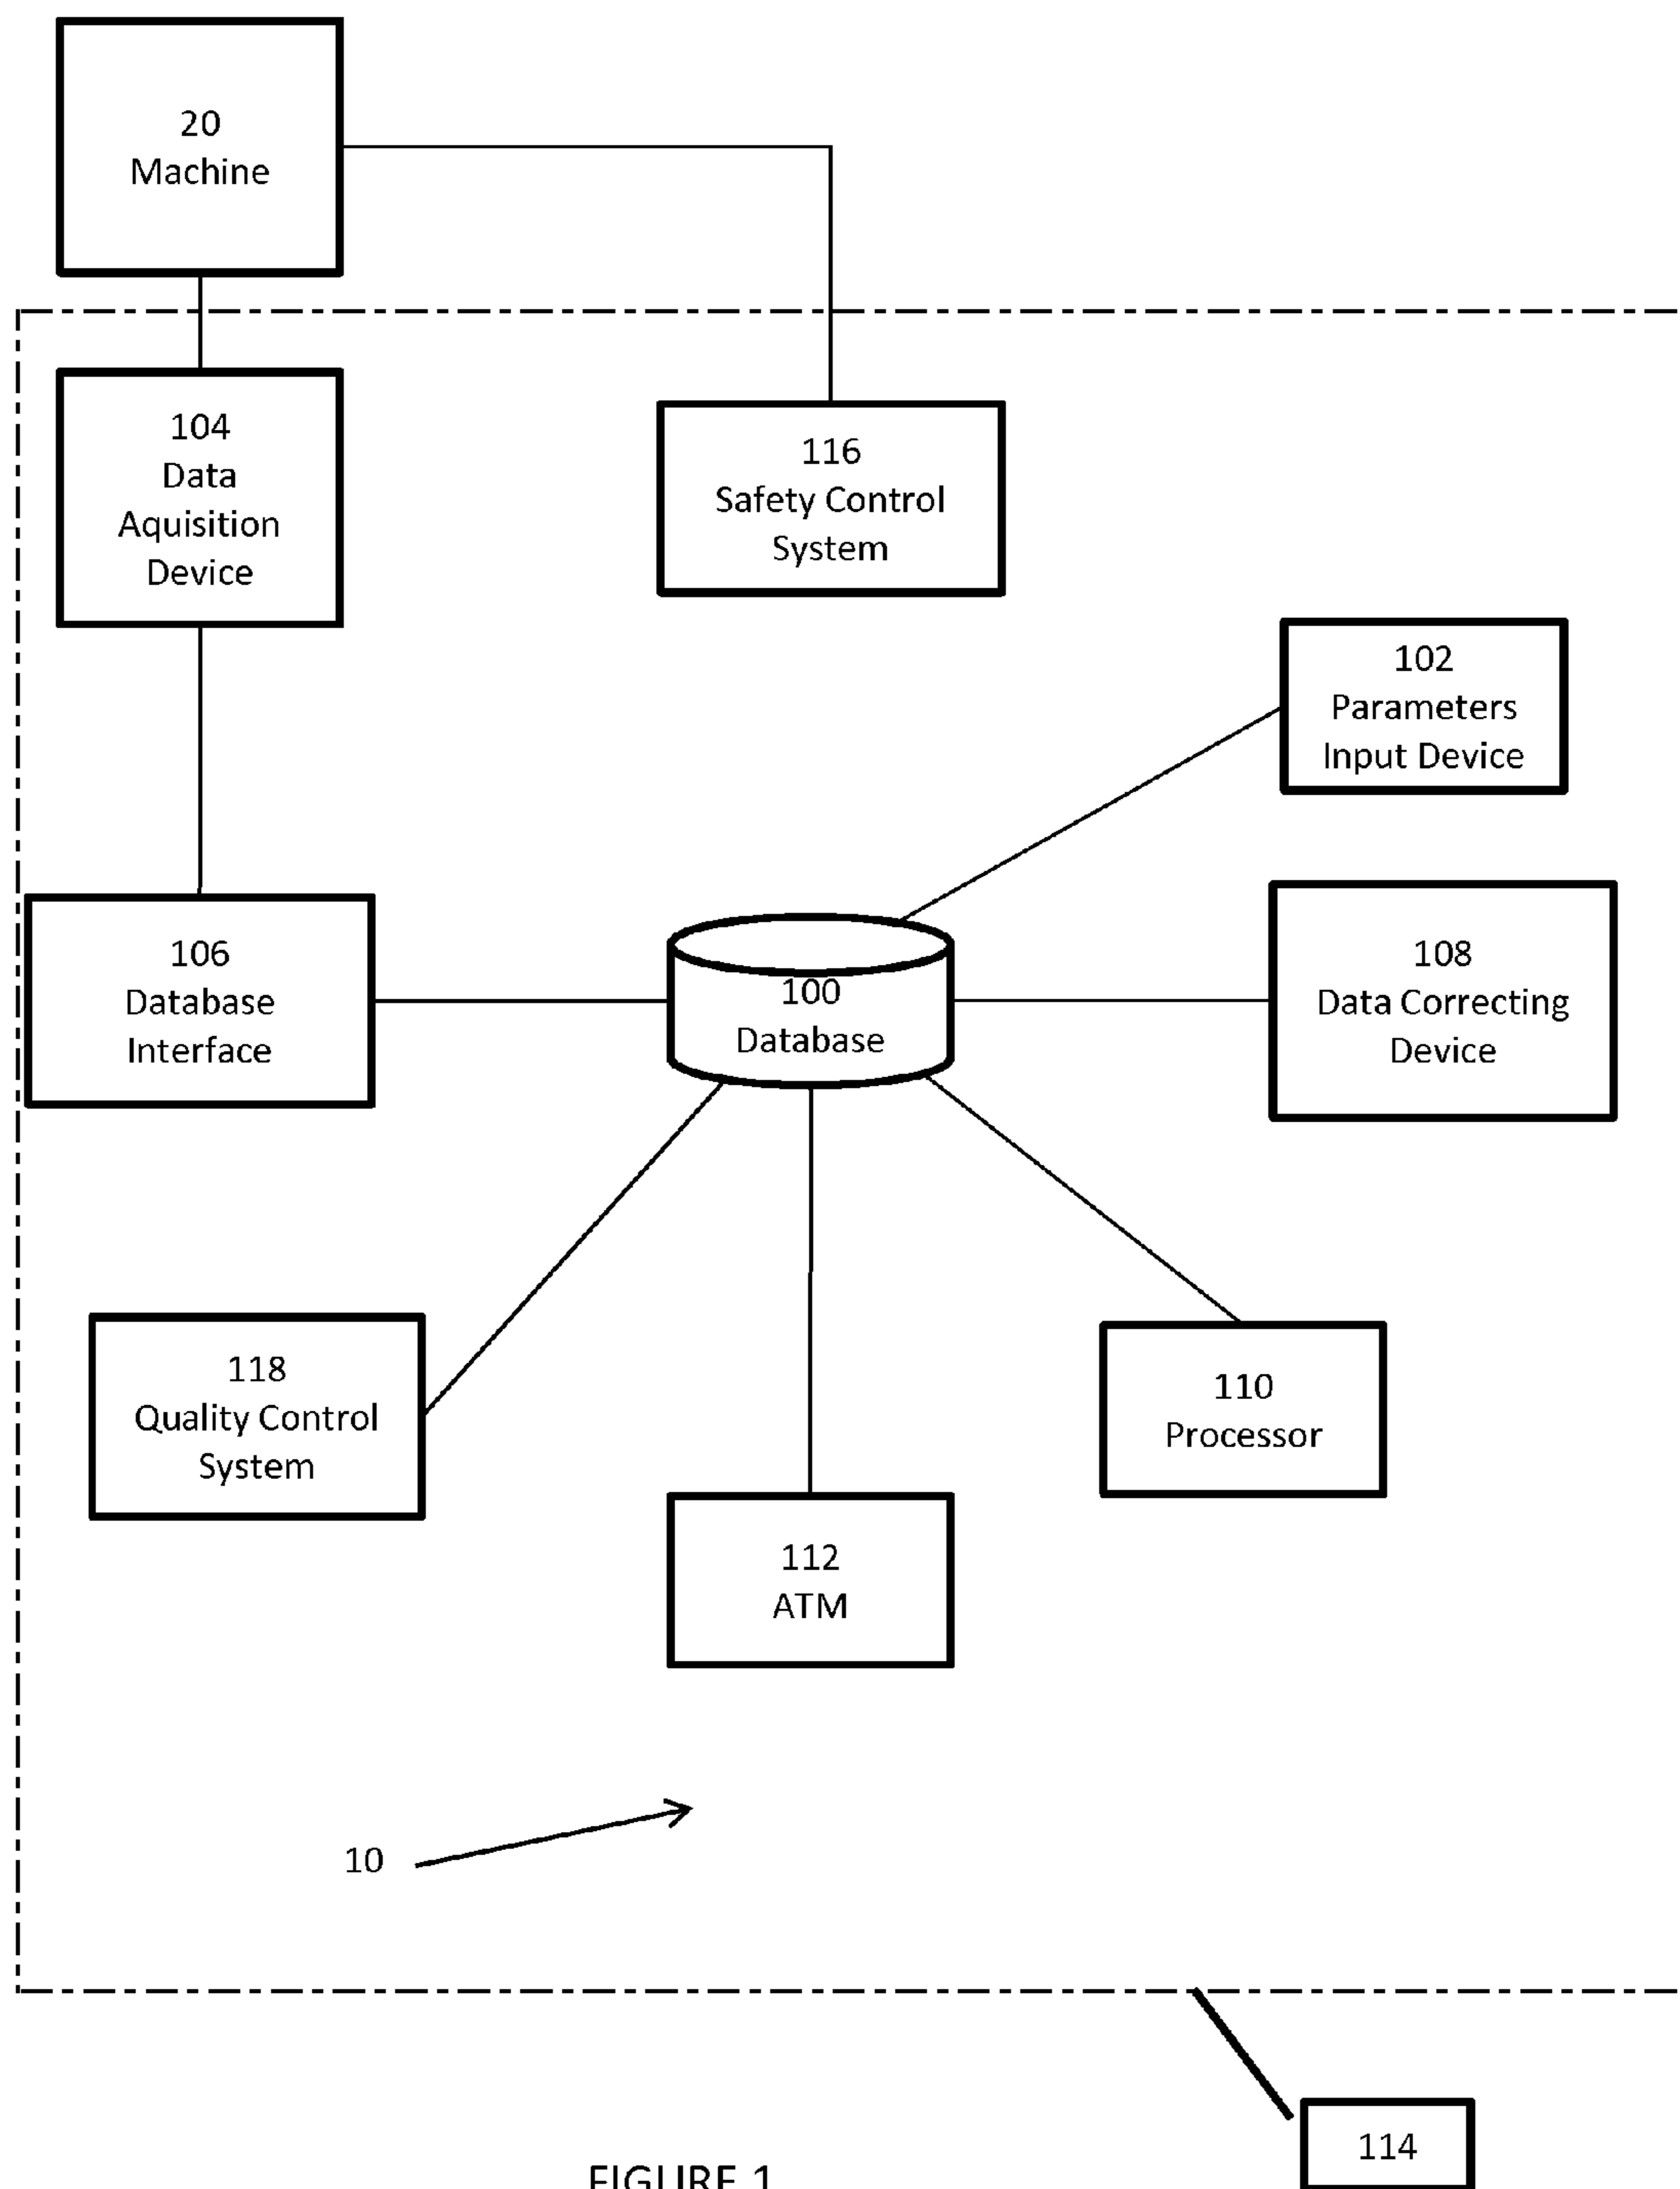 20
Machine
104
Data
Aquisition
Device
116
Safety Control
System
102
Parameters
Input Device
106
Database
Interface
100
Database
108
Data Correcting
Device
118
Quality Control
System
110
Processor
112
ATM
10
114
FIGURE 1